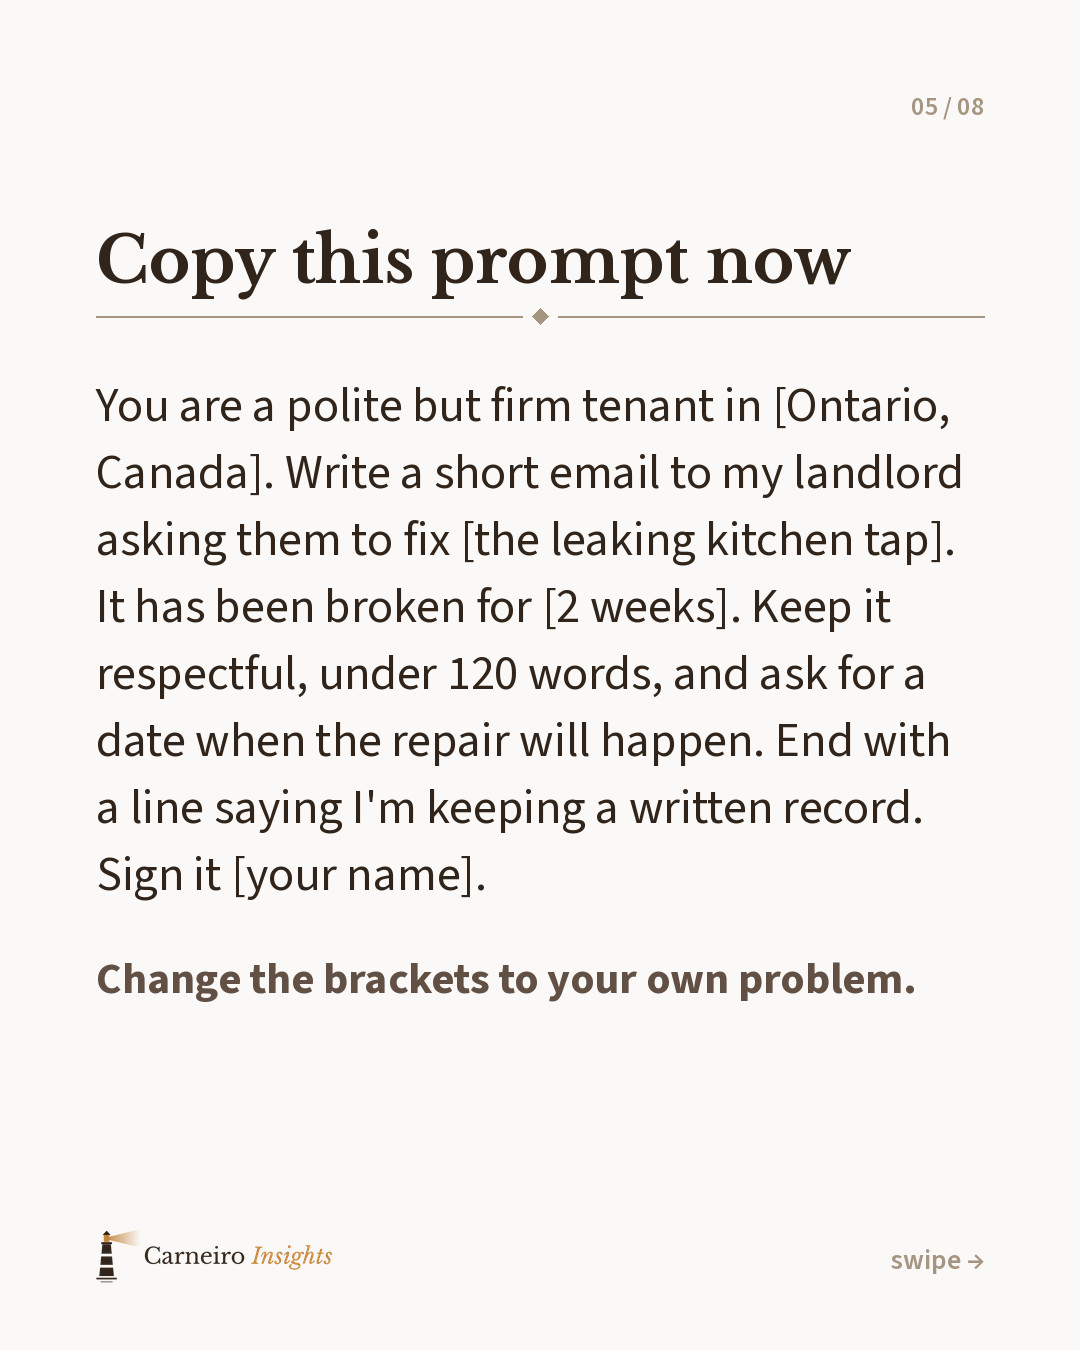 05 / 08
Copy this prompt now
You are a polite but firm tenant in [Ontario,
Canada]. Write a short email to my landlord
asking them to fix [the leaking kitchen tap].
It has been broken for [2 weeks]. Keep it
respectful, under 120 words, and ask for a
date when the repair will happen. End with
a line saying I'm keeping a written record.
Sign it [your name].
Change the brackets to your own problem.
Carneiro Insights
swipe →